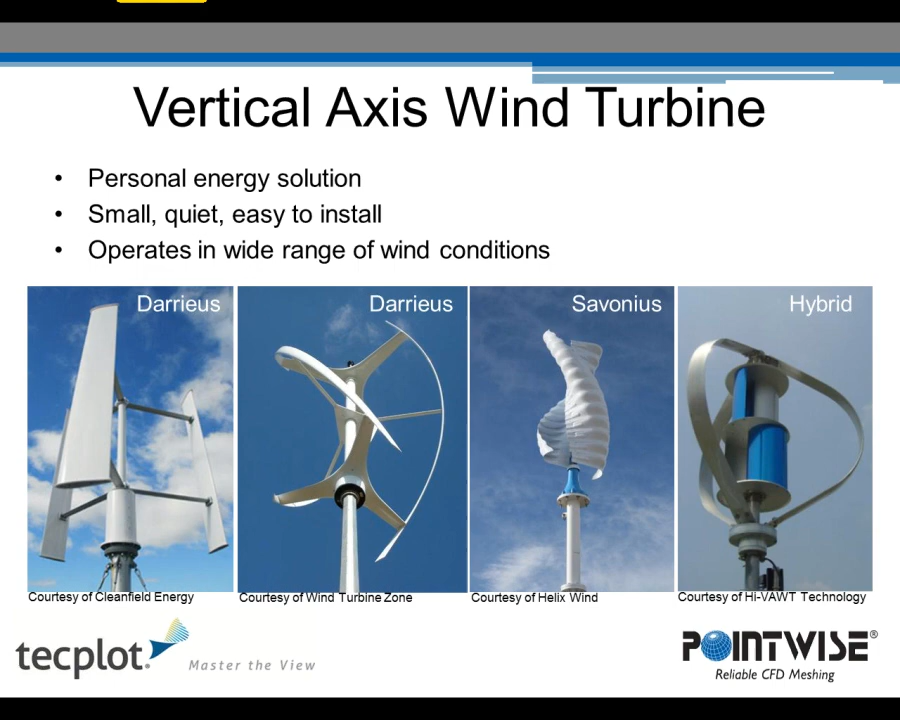 Vertical Axis Wind Turbine
• Personal energy solution
• Small, quiet, easy to install
• Operates in wide range of wind conditions
Darrieus
Darrieus
Savonius
Hybrid
Courtesy of Cleanfield Energy
Courtesy of Wind Turbine Zone
Courtesy of Helix Wind
Courtesy of Hi-VAWT Technology
tecplot.
Master the View
POINTWISE®
Reliable CFD Meshing